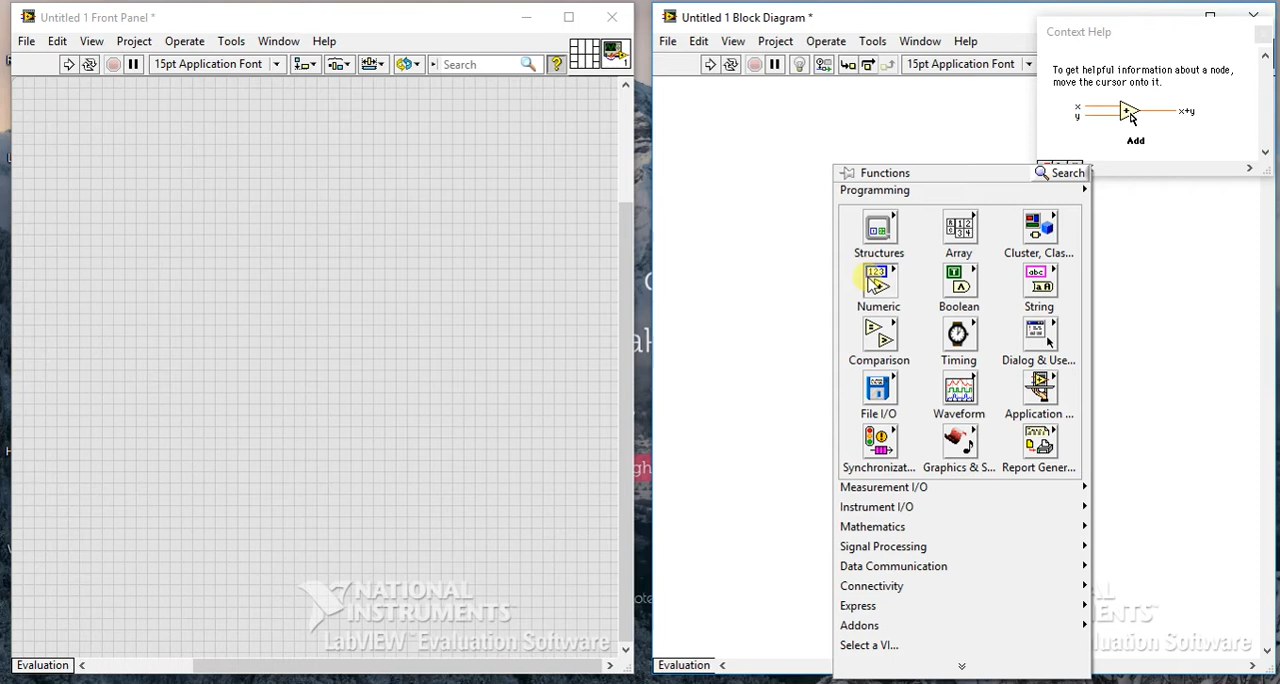 Untitled 1 Front Panel *
File Edit View Project Operate Tools Window Help
15pt Application Font
Search
1
NATIONAL
INSTRUMENTS
LabVIEW™ Evaluation Software
Evaluation
Untitled 1 Block Diagram *
File Edit View Project Operate Tools Window Help
15pt Application Font
Context Help
To get helpful information about a node,
move the cursor onto it.
x
y
x+y
Add
Functions
Search
Programming
Structures
Array
Cluster, Clas...
Numeric
Boolean
String
Comparison
Timing
Dialog & Use...
File I/O
Waveform
Application ...
Synchronizat...
Graphics & S...
Report Gener...
Measurement I/O
Instrument I/O
Mathematics
Signal Processing
Data Communication
Connectivity
Express
Addons
Select a VI...
Evaluation Software
Evaluation